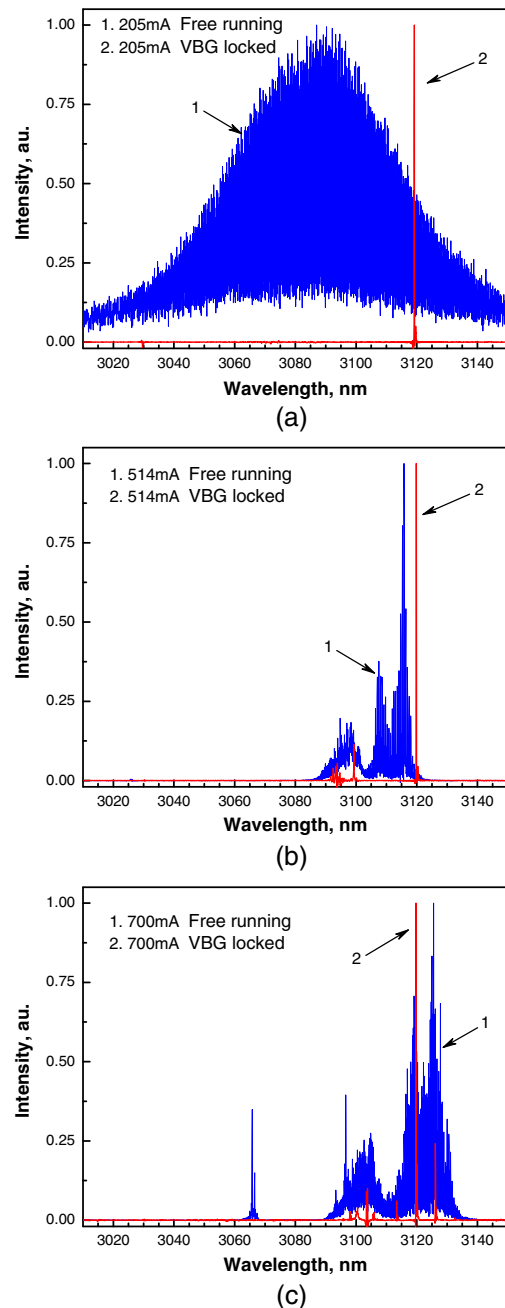 1. 205mA Free running
2. 205mA VBG locked
1
2
Intensity, au.
1.00
0.75
0.50
0.25
0.00
3020 3040 3060 3080 3100 3120 3140
Wavelength, nm
(a)
1. 514mA Free running
2. 514mA VBG locked
2
1
Intensity, au.
1.00
0.75
0.50
0.25
0.00
3020 3040 3060 3080 3100 3120 3140
Wavelength, nm
(b)
1. 700mA Free running
2. 700mA VBG locked
2
1
Intensity, au.
1.00
0.75
0.50
0.25
0.00
3020 3040 3060 3080 3100 3120 3140
Wavelength, nm
(c)